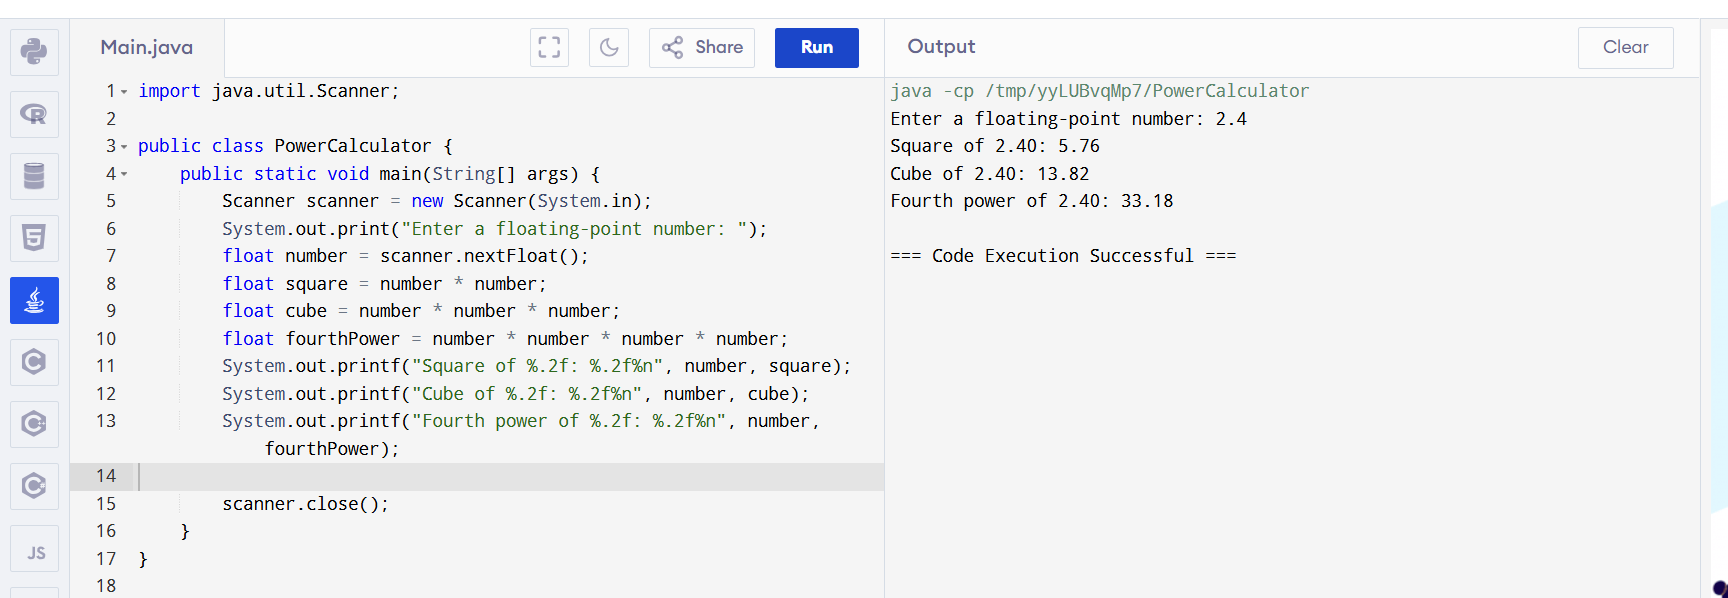 Main.java
Share
Run
Output
Clear
1 import java.util.Scanner;
2
3 public class PowerCalculator {
4 public static void main(String[] args) {
5 Scanner scanner = new Scanner(System.in);
6 System.out.print("Enter a floating-point number: ");
7 float number = scanner.nextFloat();
8 float square = number * number;
9 float cube = number * number * number;
10 float fourthPower = number * number * number * number;
11 System.out.printf("Square of %.2f: %.2f%n", number, square);
12 System.out.printf("Cube of %.2f: %.2f%n", number, cube);
13 System.out.printf("Fourth power of %.2f: %.2f%n", number,
fourthPower);
14
15 scanner.close();
16 }
17 }
18
java -cp /tmp/yyLUBvqMp7/PowerCalculator
Enter a floating-point number: 2.4
Square of 2.40: 5.76
Cube of 2.40: 13.82
Fourth power of 2.40: 33.18
=== Code Execution Successful ===
R
5
C
C+
C#
JS